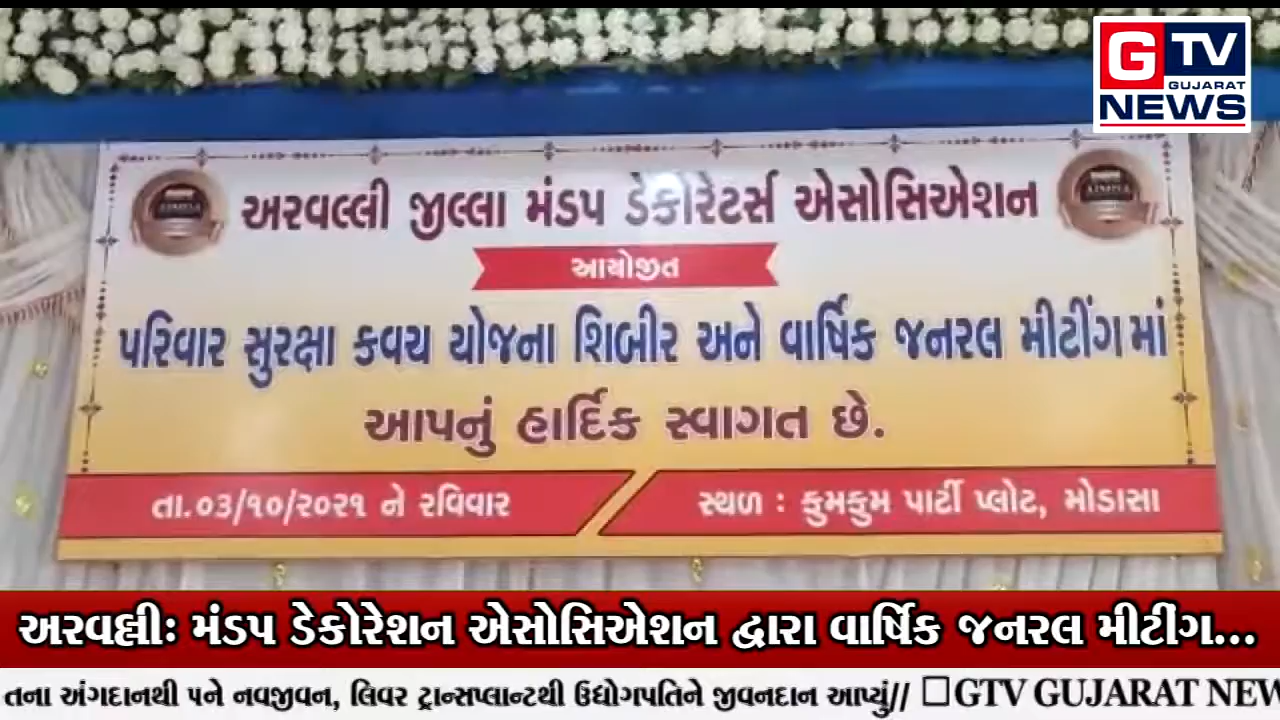 G TV
GUJARAT
NEWS
અરવલ્લી જીલ્લા મંડપ ડેકોરેટર્સ એસોસિએશન
આયોજીત
પરિવાર સુરક્ષા કવચ યોજના શિબીર અને વાર્ષિક જનરલ મીટીંગમાં
આપનું હાર્દિક સ્વાગત છે.
તા.૦૩/૧૦/૨૦૨૧ ને રવિવાર
સ્થળ : કુમકુમ પાર્ટી પ્લોટ, મોડાસા
અરવલ્લીઃ મંડપ ડેકોરેશન એસોસિએશન દ્વારા વાર્ષિક જનરલ મીટીંગ...
તના અંગદાનથી ૫ને નવજીવન, લિવર ટ્રાન્સપ્લાન્ટથી ઉદ્યોગપતિને જીવનદાન આપ્યું// GTV GUJARAT NEW